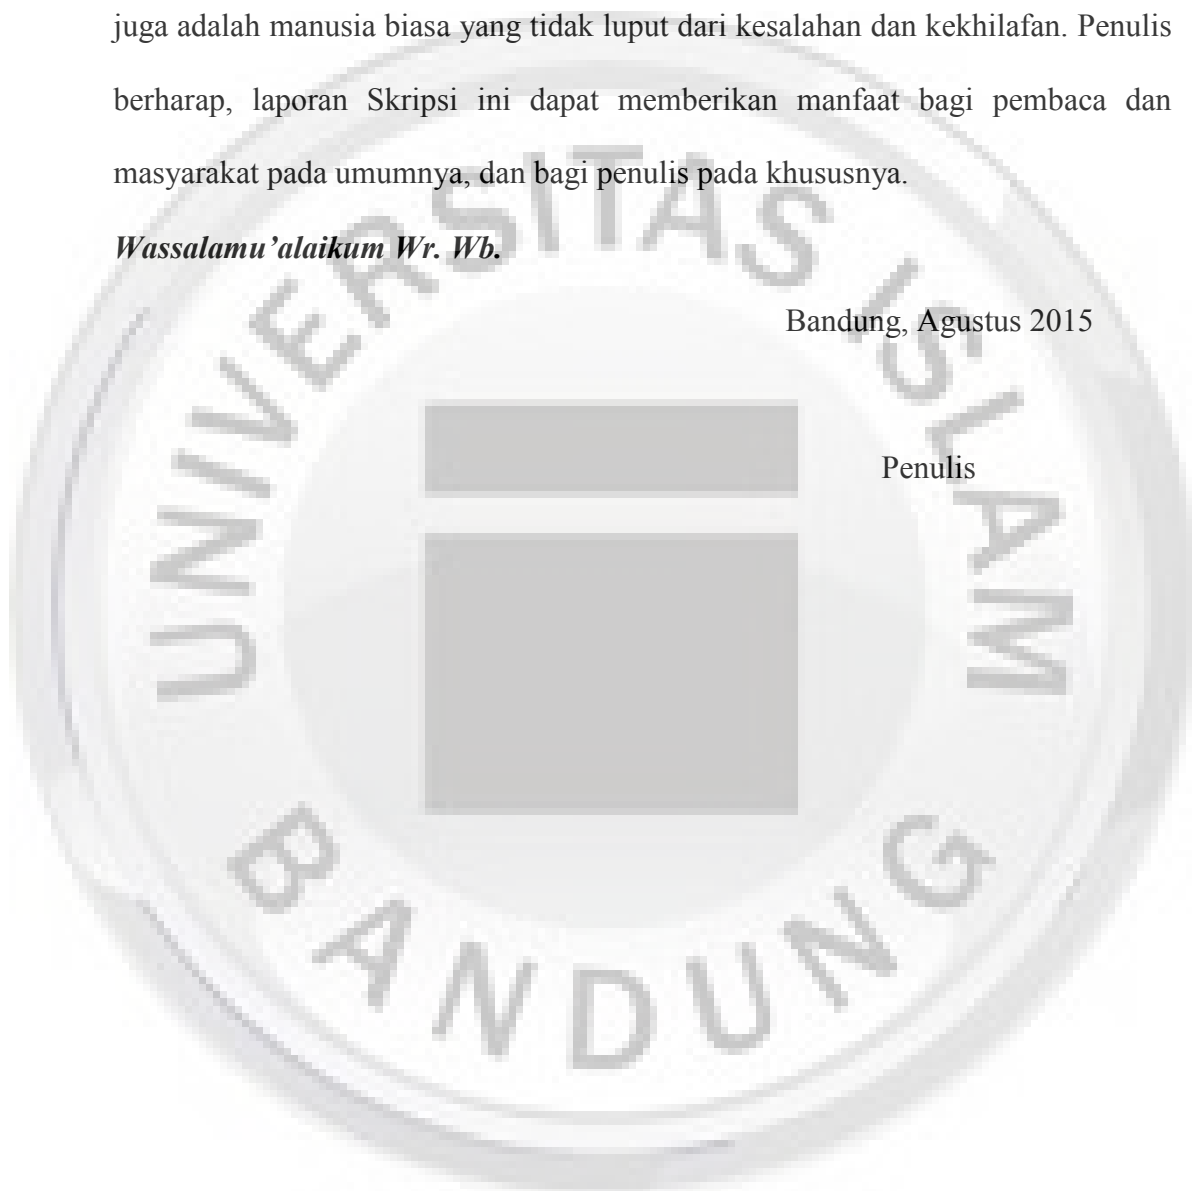 juga adalah manusia biasa yang tidak luput dari kesalahan dan kekhilafan. Penulis
berharap, laporan Skripsi ini dapat memberikan manfaat bagi pembaca dan
masyarakat pada umumnya, dan bagi penulis pada khususnya.
Wassalamu’alaikum Wr. Wb.
Bandung, Agustus 2015
Penulis
UNIVERSITAS ISLAM
BANDUNG